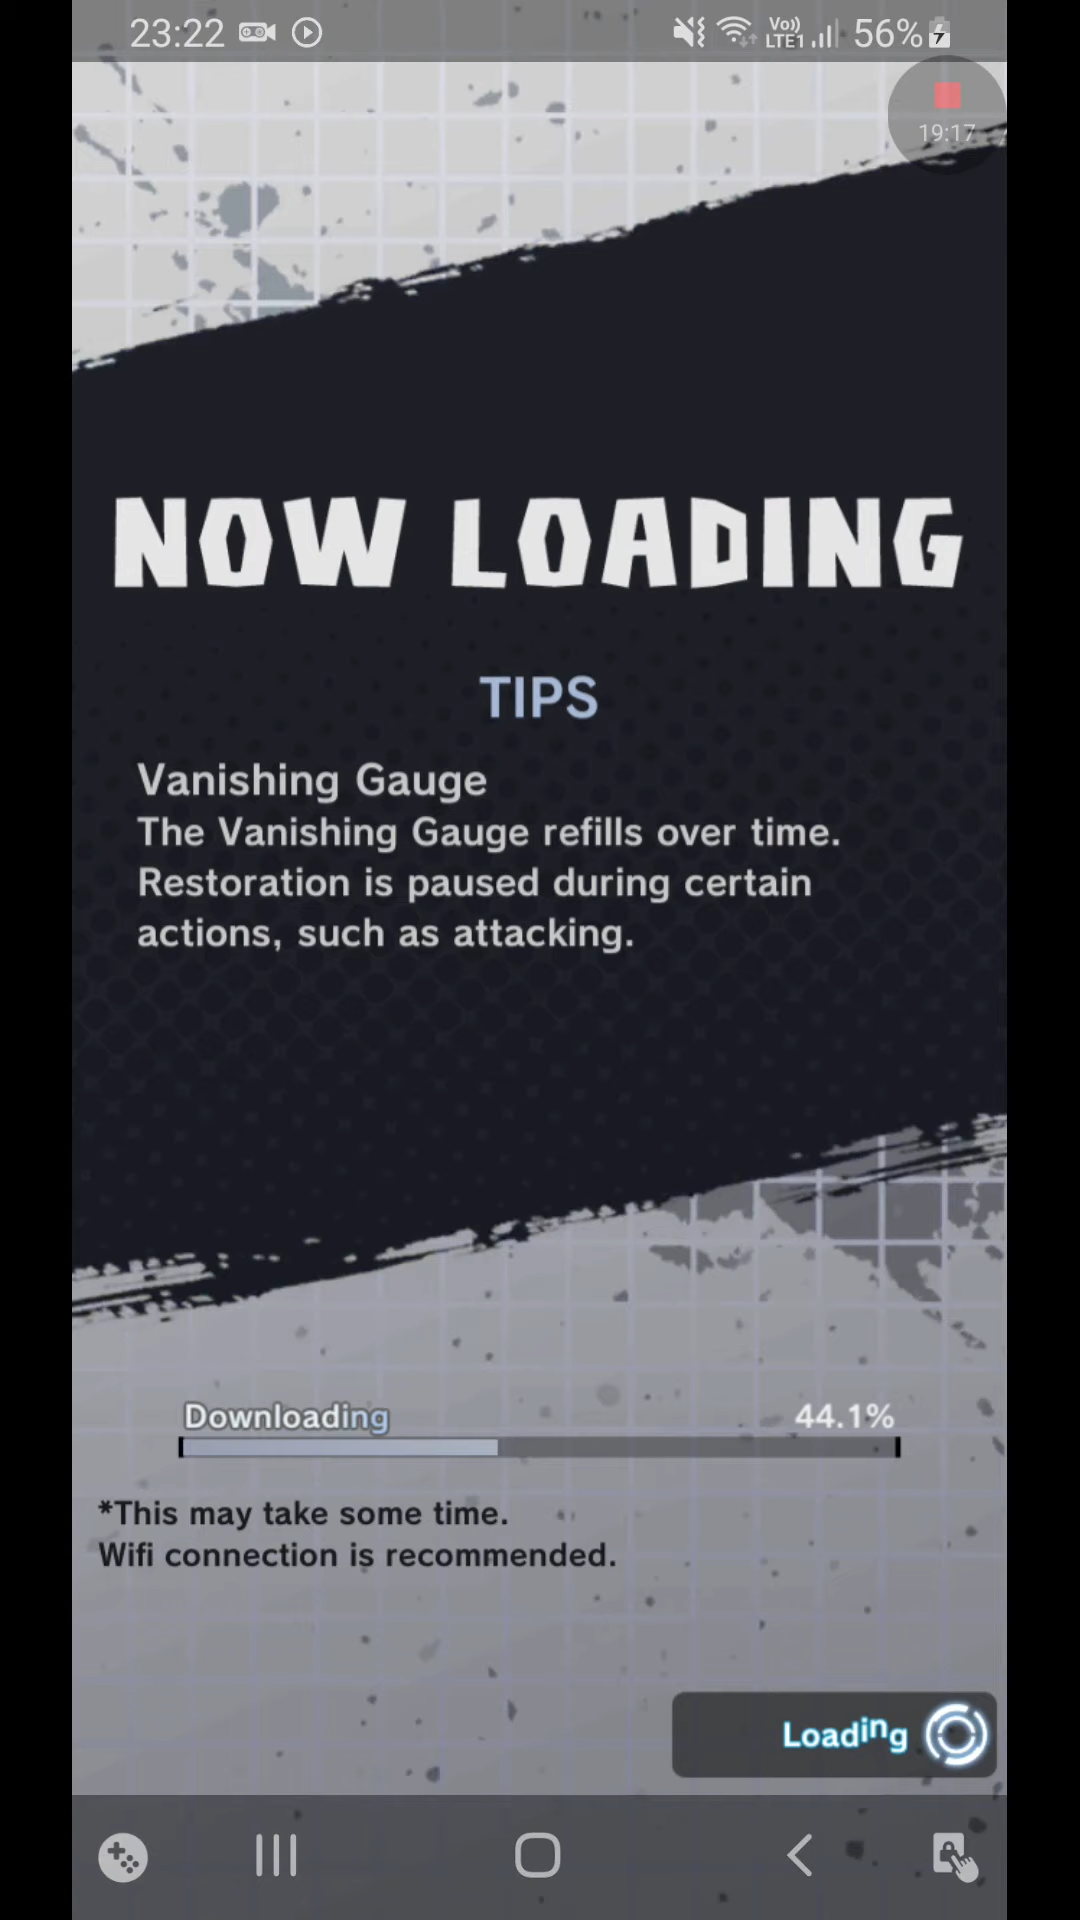 23:22
Vo)) LTE1 56%
19:17
NOW LOADING
TIPS
Vanishing Gauge
The Vanishing Gauge refills over time.
Restoration is paused during certain
actions, such as attacking.
Downloading 44.1%
*This may take some time.
Wifi connection is recommended.
Loading